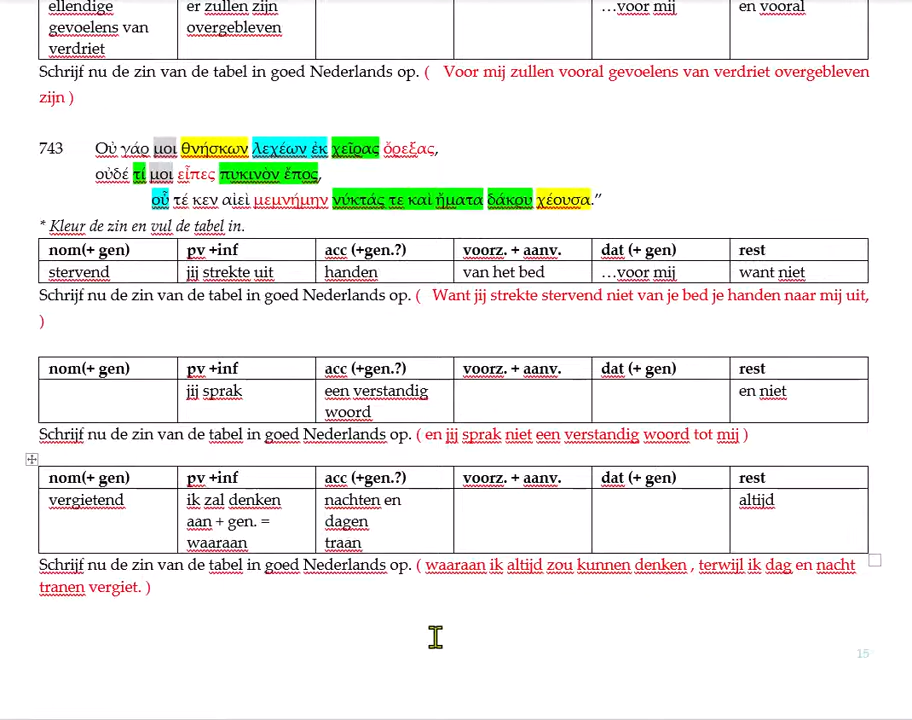 ellendige er zullen zijn …voor mij en vooral
gevoelens van overgebleven
verdriet
Schrijf nu de zin van de tabel in goed Nederlands op. ( Voor mij zullen vooral gevoelens van verdriet overgebleven
zijn )
743 Οὐ γάρ μοι θνήσκων λεχέων ἐκ χεῖρας ὄρεξας,
οὐδέ τί μοι εἶπες πυκινὸν ἔπος,
οὗ τέ κεν αἰεὶ μεμνήμην νύκτάς τε καὶ ἤματα δάκρυ χέουσα.”
* Kleur de zin en vul de tabel in.
nom(+ gen) pv +inf acc (+gen.?) voorz. + aanv. dat (+ gen) rest
stervend jij strekte uit handen van het bed …voor mij want niet
Schrijf nu de zin van de tabel in goed Nederlands op. ( Want jij strekte stervend niet van je bed je handen naar mij uit,
)
nom(+ gen) pv +inf acc (+gen.?) voorz. + aanv. dat (+ gen) rest
jij sprak een verstandig en niet
woord
Schrijf nu de zin van de tabel in goed Nederlands op. ( en jij sprak niet een verstandig woord tot mij )
nom(+ gen) pv +inf acc (+gen.?) voorz. + aanv. dat (+ gen) rest
vergietend ik zal denken nachten en altijd
aan + gen. = dagen
waaraan traan
Schrijf nu de zin van de tabel in goed Nederlands op. ( waaraan ik altijd zou kunnen denken , terwijl ik dag en nacht
tranen vergiet. )
15